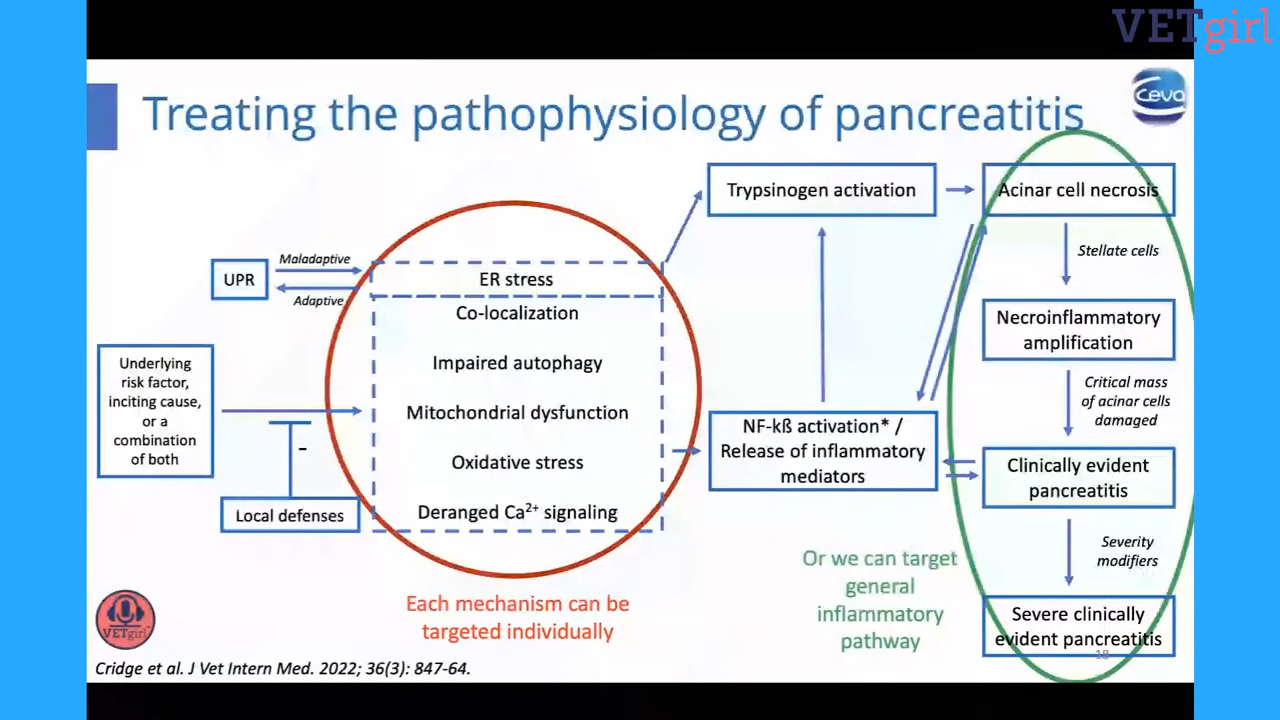 VETgirl
Treating the pathophysiology of pancreatitis
Ceva
Trypsinogen activation
Acinar cell necrosis
Stellate cells
UPR
Maladaptive
Adaptive
ER stress
Co-localization
Impaired autophagy
Mitochondrial dysfunction
Oxidative stress
Deranged Ca²⁺ signaling
Necroinflammatory
amplification
Underlying
risk factor,
inciting cause,
or a
combination
of both
-
Local defenses
Critical mass
of acinar cells
damaged
NF-kß activation* /
Release of inflammatory
mediators
Clinically evident
pancreatitis
Severity
modifiers
Or we can target
general
inflammatory
pathway
Each mechanism can be
targeted individually
Severe clinically
evident pancreatitis
18
VETgirl
Cridge et al. J Vet Intern Med. 2022; 36(3): 847-64.